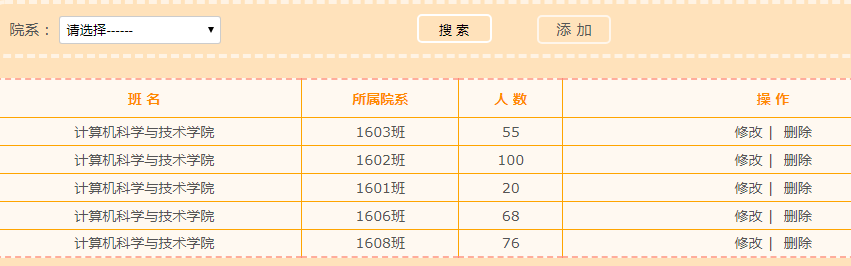 院系： 请选择------ 搜 索 添 加
班 名 所属院系 人 数 操 作
计算机科学与技术学院 1603班 55 修改 | 删除
计算机科学与技术学院 1602班 100 修改 | 删除
计算机科学与技术学院 1601班 20 修改 | 删除
计算机科学与技术学院 1606班 68 修改 | 删除
计算机科学与技术学院 1608班 76 修改 | 删除